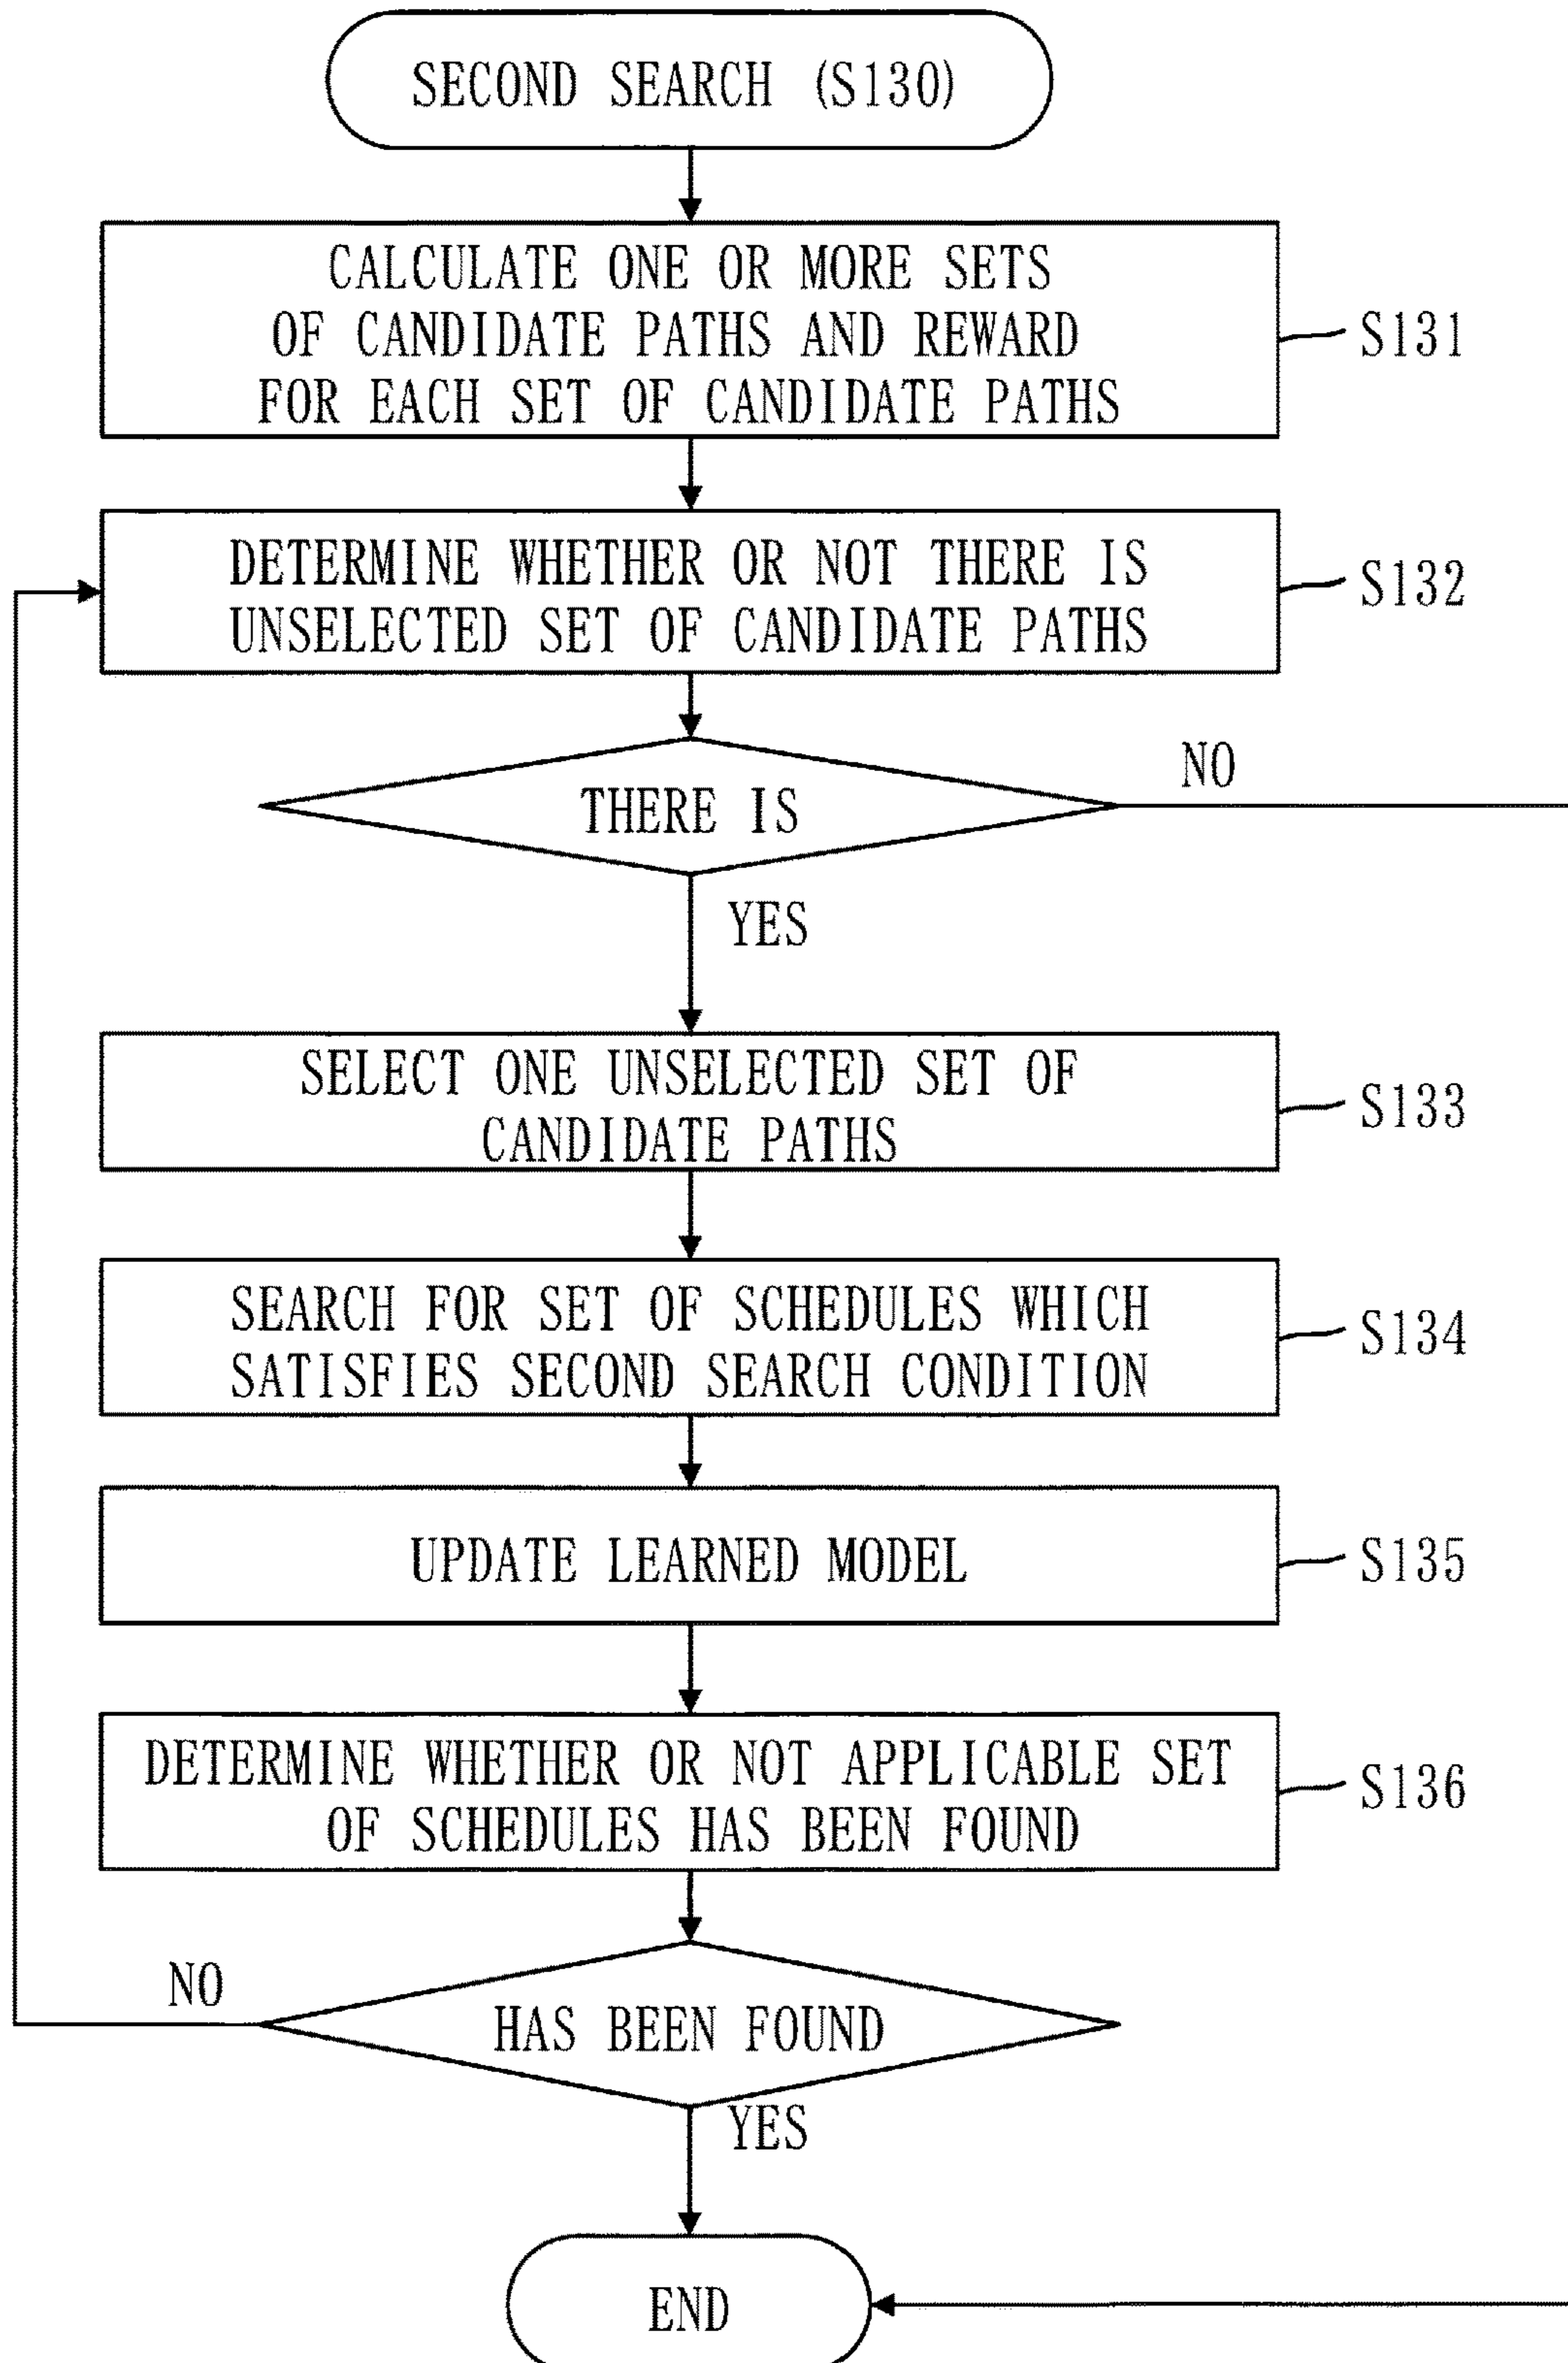 SECOND SEARCH (S130)
CALCULATE ONE OR MORE SETS
OF CANDIDATE PATHS AND REWARD
FOR EACH SET OF CANDIDATE PATHS
S131
DETERMINE WHETHER OR NOT THERE IS
UNSELECTED SET OF CANDIDATE PATHS
S132
THERE IS
NO
YES
SELECT ONE UNSELECTED SET OF
CANDIDATE PATHS
S133
SEARCH FOR SET OF SCHEDULES WHICH
SATISFIES SECOND SEARCH CONDITION
S134
UPDATE LEARNED MODEL
S135
DETERMINE WHETHER OR NOT APPLICABLE SET
OF SCHEDULES HAS BEEN FOUND
S136
NO
HAS BEEN FOUND
YES
END